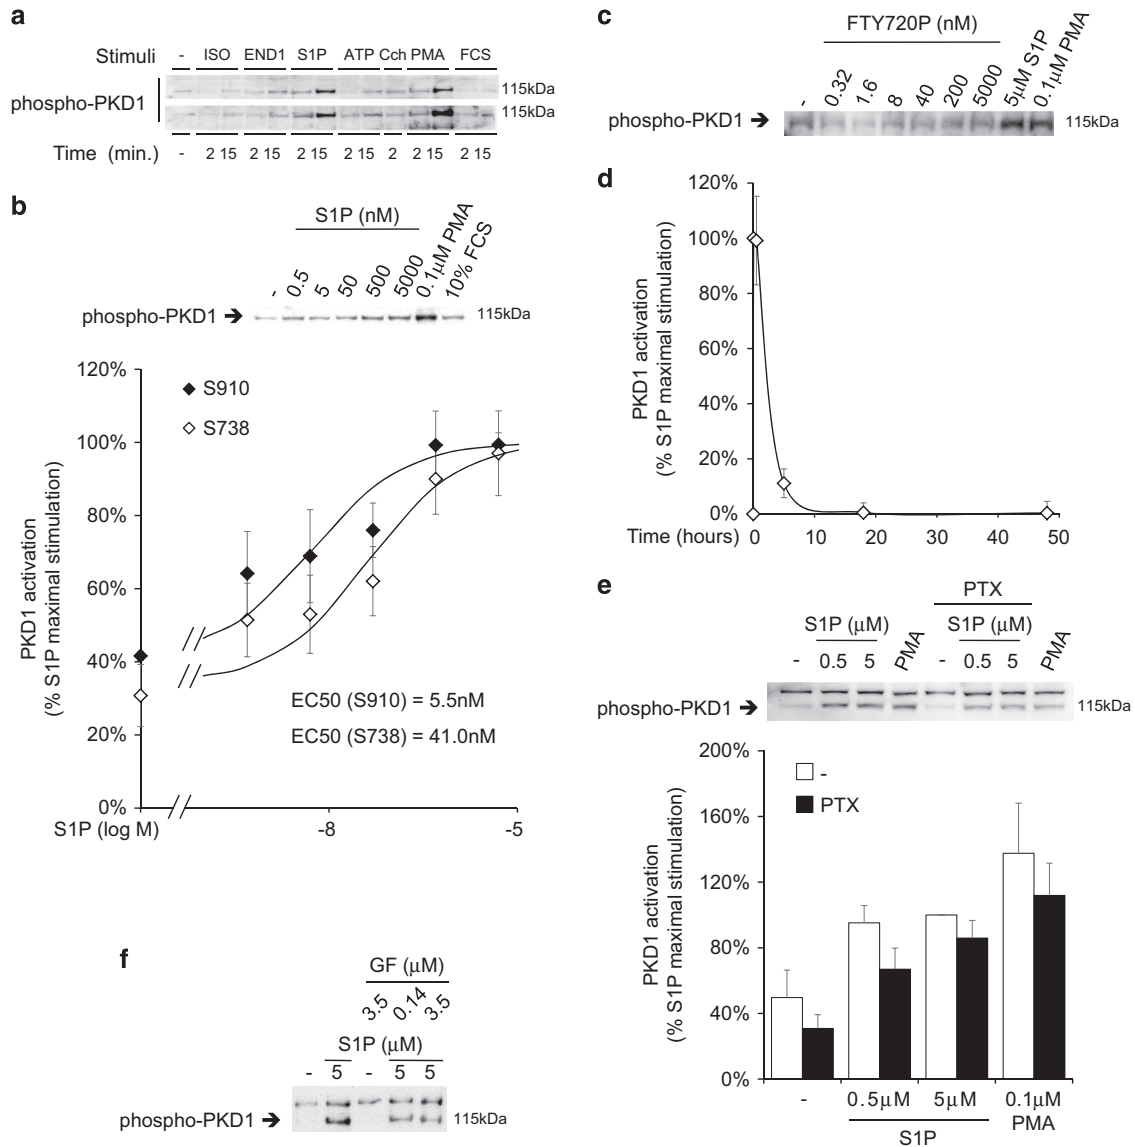 a
Stimuli - ISO END1 S1P ATP Cch PMA FCS
phospho-PKD1
115kDa
115kDa
Time (min.) - 2 15 2 15 2 15 2 15 2 2 15 2 15
b
S1P (nM)
- 0.5 5 50 500 5000 0.1μM PMA 10% FCS
phospho-PKD1 ➔ 115kDa
120%
100%
80%
60%
40%
20%
0%
PKD1 activation
(% S1P maximal stimulation)
S910
S738
EC50 (S910) = 5.5nM
EC50 (S738) = 41.0nM
S1P (log M) -8 -5
c
FTY720P (nM)
- 0.32 1.6 8 40 200 5000 5μM S1P 0.1μM PMA
phospho-PKD1 ➔ 115kDa
d
120%
100%
80%
60%
40%
20%
0%
PKD1 activation
(% S1P maximal stimulation)
Time (hours) 0 10 20 30 40 50
e
PTX
S1P (μM) S1P (μM)
- 0.5 5 PMA - 0.5 5 PMA
phospho-PKD1 ➔ 115kDa
200%
160%
120%
80%
40%
0%
PKD1 activation
(% S1P maximal stimulation)
-
PTX
- 0.5μM 5μM 0.1μM
PMA
S1P
f
GF (μM)
3.5 0.14 3.5
S1P (μM)
- 5 - 5 5
phospho-PKD1 ➔ 115kDa